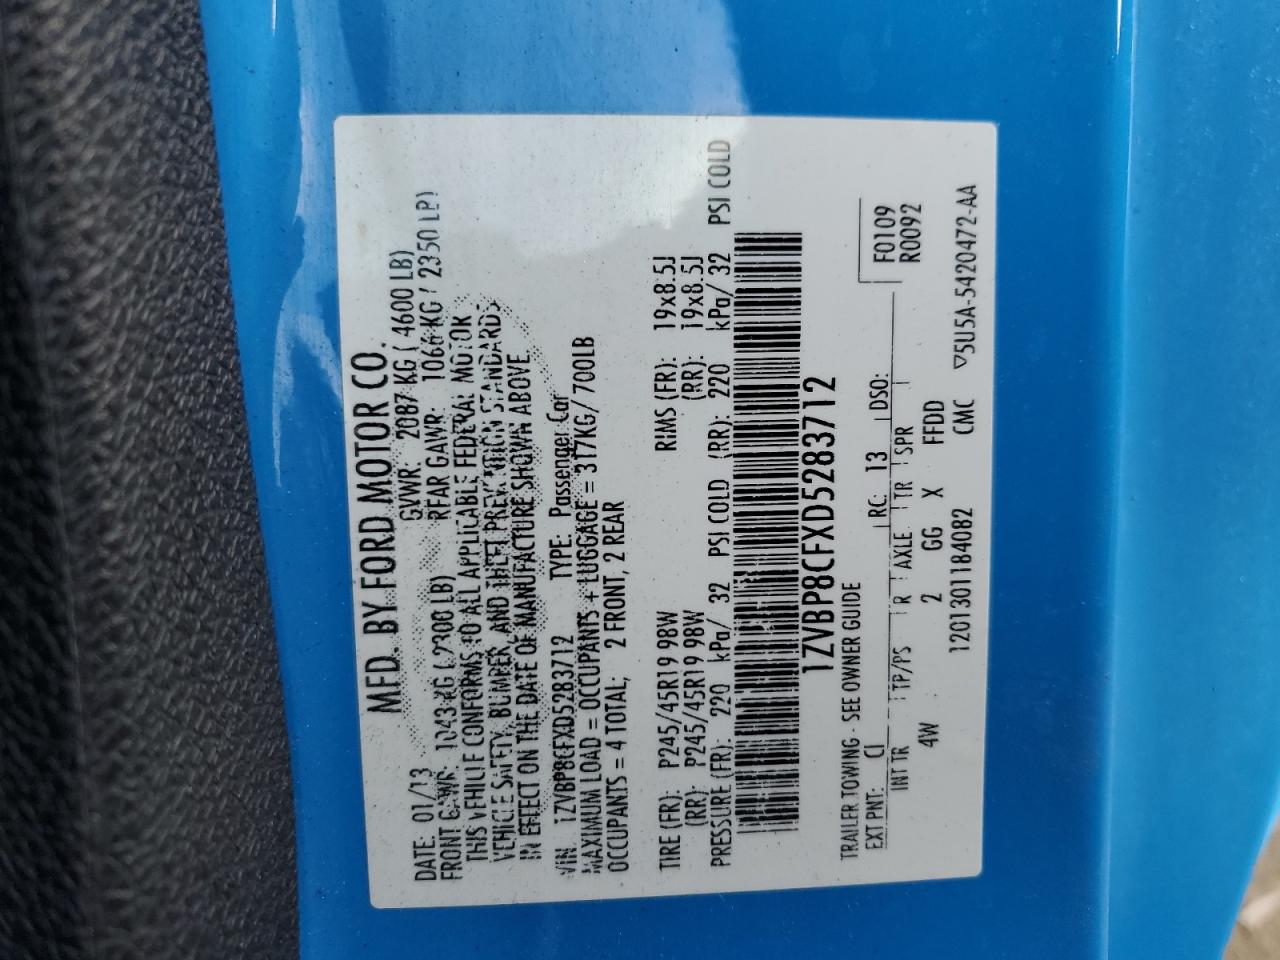 MFD. BY FORD MOTOR CO.
DATE: 01/13 GVWR: 2087 KG ( 4600 LB)
FRONT GAWR: 1043 KG ( 2300 LB) REAR GAWR: 1066 KG / 2350 LB)
THIS VEHICLE CONFORMS TO ALL APPLICABLE FEDERAL MOTOR
VEHICLE SAFETY, BUMPER, AND THEFT PREVENTION STANDARDS
IN EFFECT ON THE DATE OF MANUFACTURE SHOWN ABOVE.
VIN: 1ZVBP8CFXD5283712 TYPE: Passenger Car
MAXIMUM LOAD = OCCUPANTS + LUGGAGE = 317KG/ 700LB
OCCUPANTS = 4 TOTAL; 2 FRONT, 2 REAR
TIRE (FR): P245/45R19 98W RIMS (FR): 19x8.5J
(RR): P245/45R19 98W (RR): 19x8.5J
PRESSURE (FR): 220 kPa/ 32 PSI COLD (RR): 220 kPa/ 32 PSI COLD
1ZVBP8CFXD5283712
TRAILER TOWING - SEE OWNER GUIDE
EXT PNT: CI RC: 13 DSO: F0109
INT TR TP/PS R AXLE TR SPR R0092
4W 2 GG X FFDD
12013011184082 CMC ▽5U5A-5420472-AA